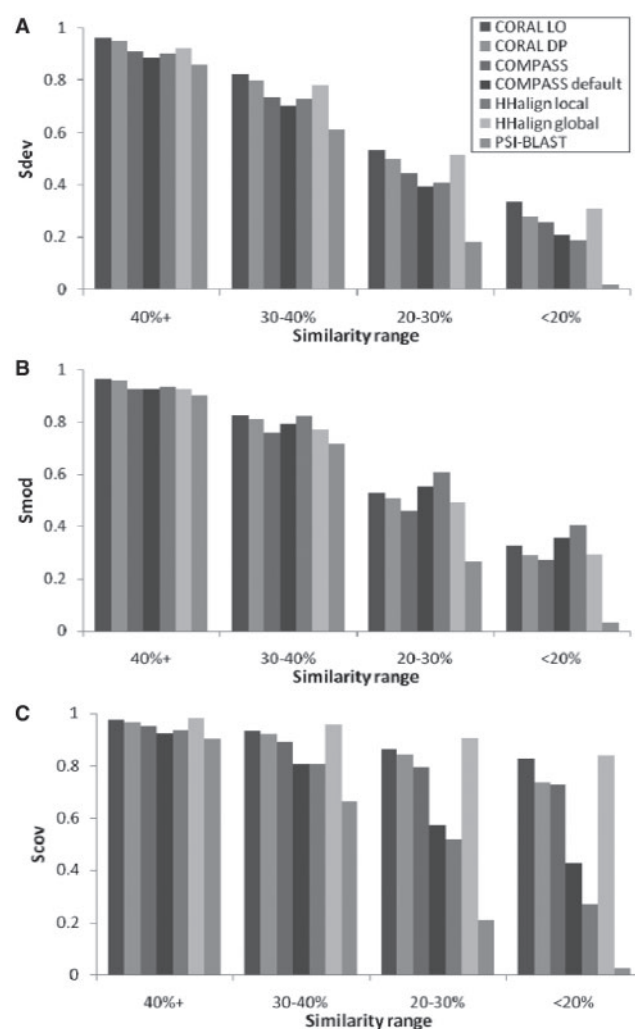 A
CORAL LO
CORAL DP
COMPASS
COMPASS default
HHalign local
HHalign global
PSI-BLAST
1
0.8
0.6
0.4
0.2
0
Sdev
40%+ 30-40% 20-30% <20%
Similarity range
B
1
0.8
0.6
0.4
0.2
0
Smod
40%+ 30-40% 20-30% <20%
Similarity range
C
1
0.8
0.6
0.4
0.2
0
Scov
40%+ 30-40% 20-30% <20%
Similarity range